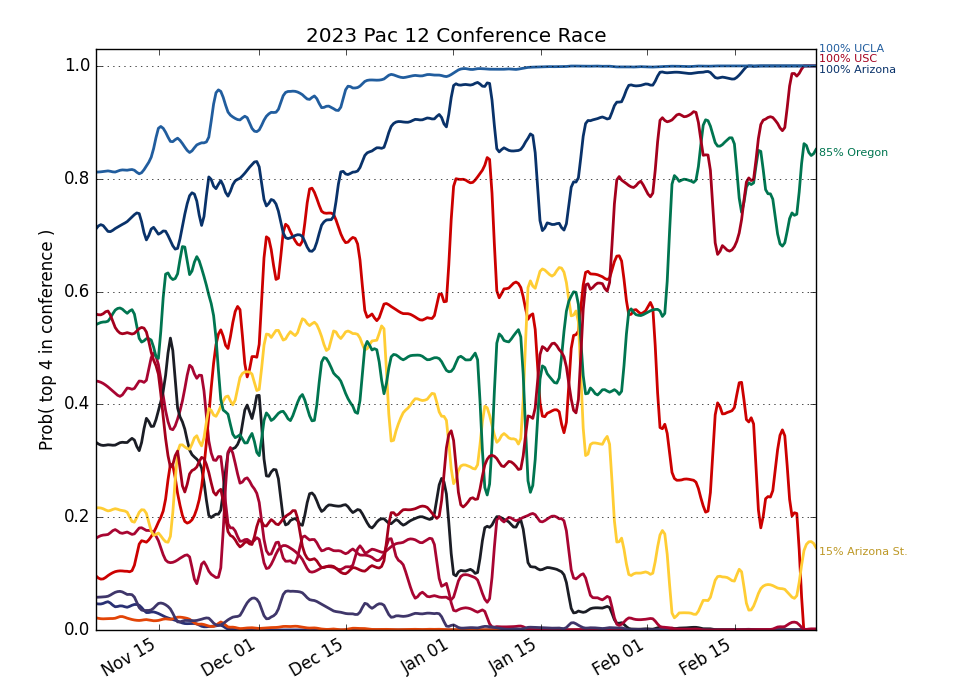 2023 Pac 12 Conference Race
100% UCLA
100% USC
100% Arizona
85% Oregon
15% Arizona St.
Prob( top 4 in conference )
1.0
0.8
0.6
0.4
0.2
0.0
Nov 15
Dec 01
Dec 15
Jan 01
Jan 15
Feb 01
Feb 15